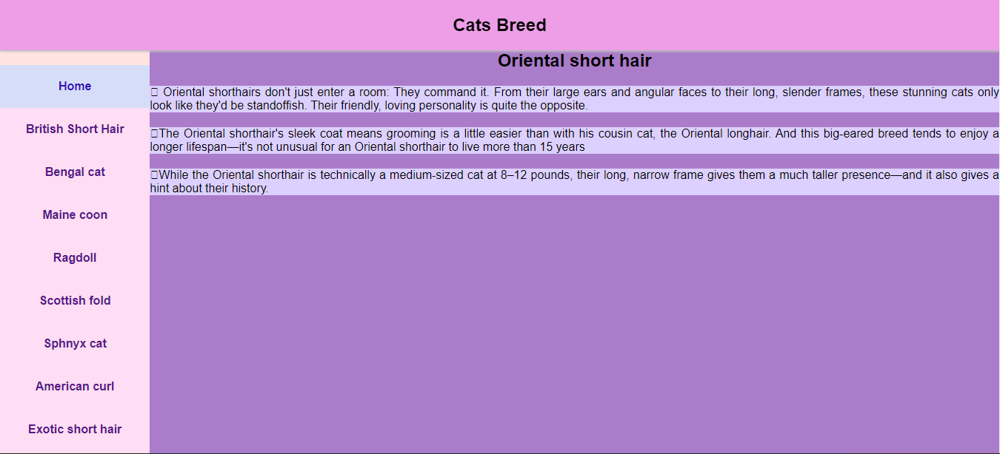 Cats Breed
Oriental short hair
Home
British Short Hair
Bengal cat
Maine coon
Ragdoll
Scottish fold
Sphnyx cat
American curl
Exotic short hair
Oriental shorthairs don't just enter a room: They command it. From their large ears and angular faces to their long, slender frames, these stunning cats only
look like they'd be standoffish. Their friendly, loving personality is quite the opposite.
The Oriental shorthair's sleek coat means grooming is a little easier than with his cousin cat, the Oriental longhair. And this big-eared breed tends to enjoy a
longer lifespan—it's not unusual for an Oriental shorthair to live more than 15 years
While the Oriental shorthair is technically a medium-sized cat at 8–12 pounds, their long, narrow frame gives them a much taller presence—and it also gives a
hint about their history.